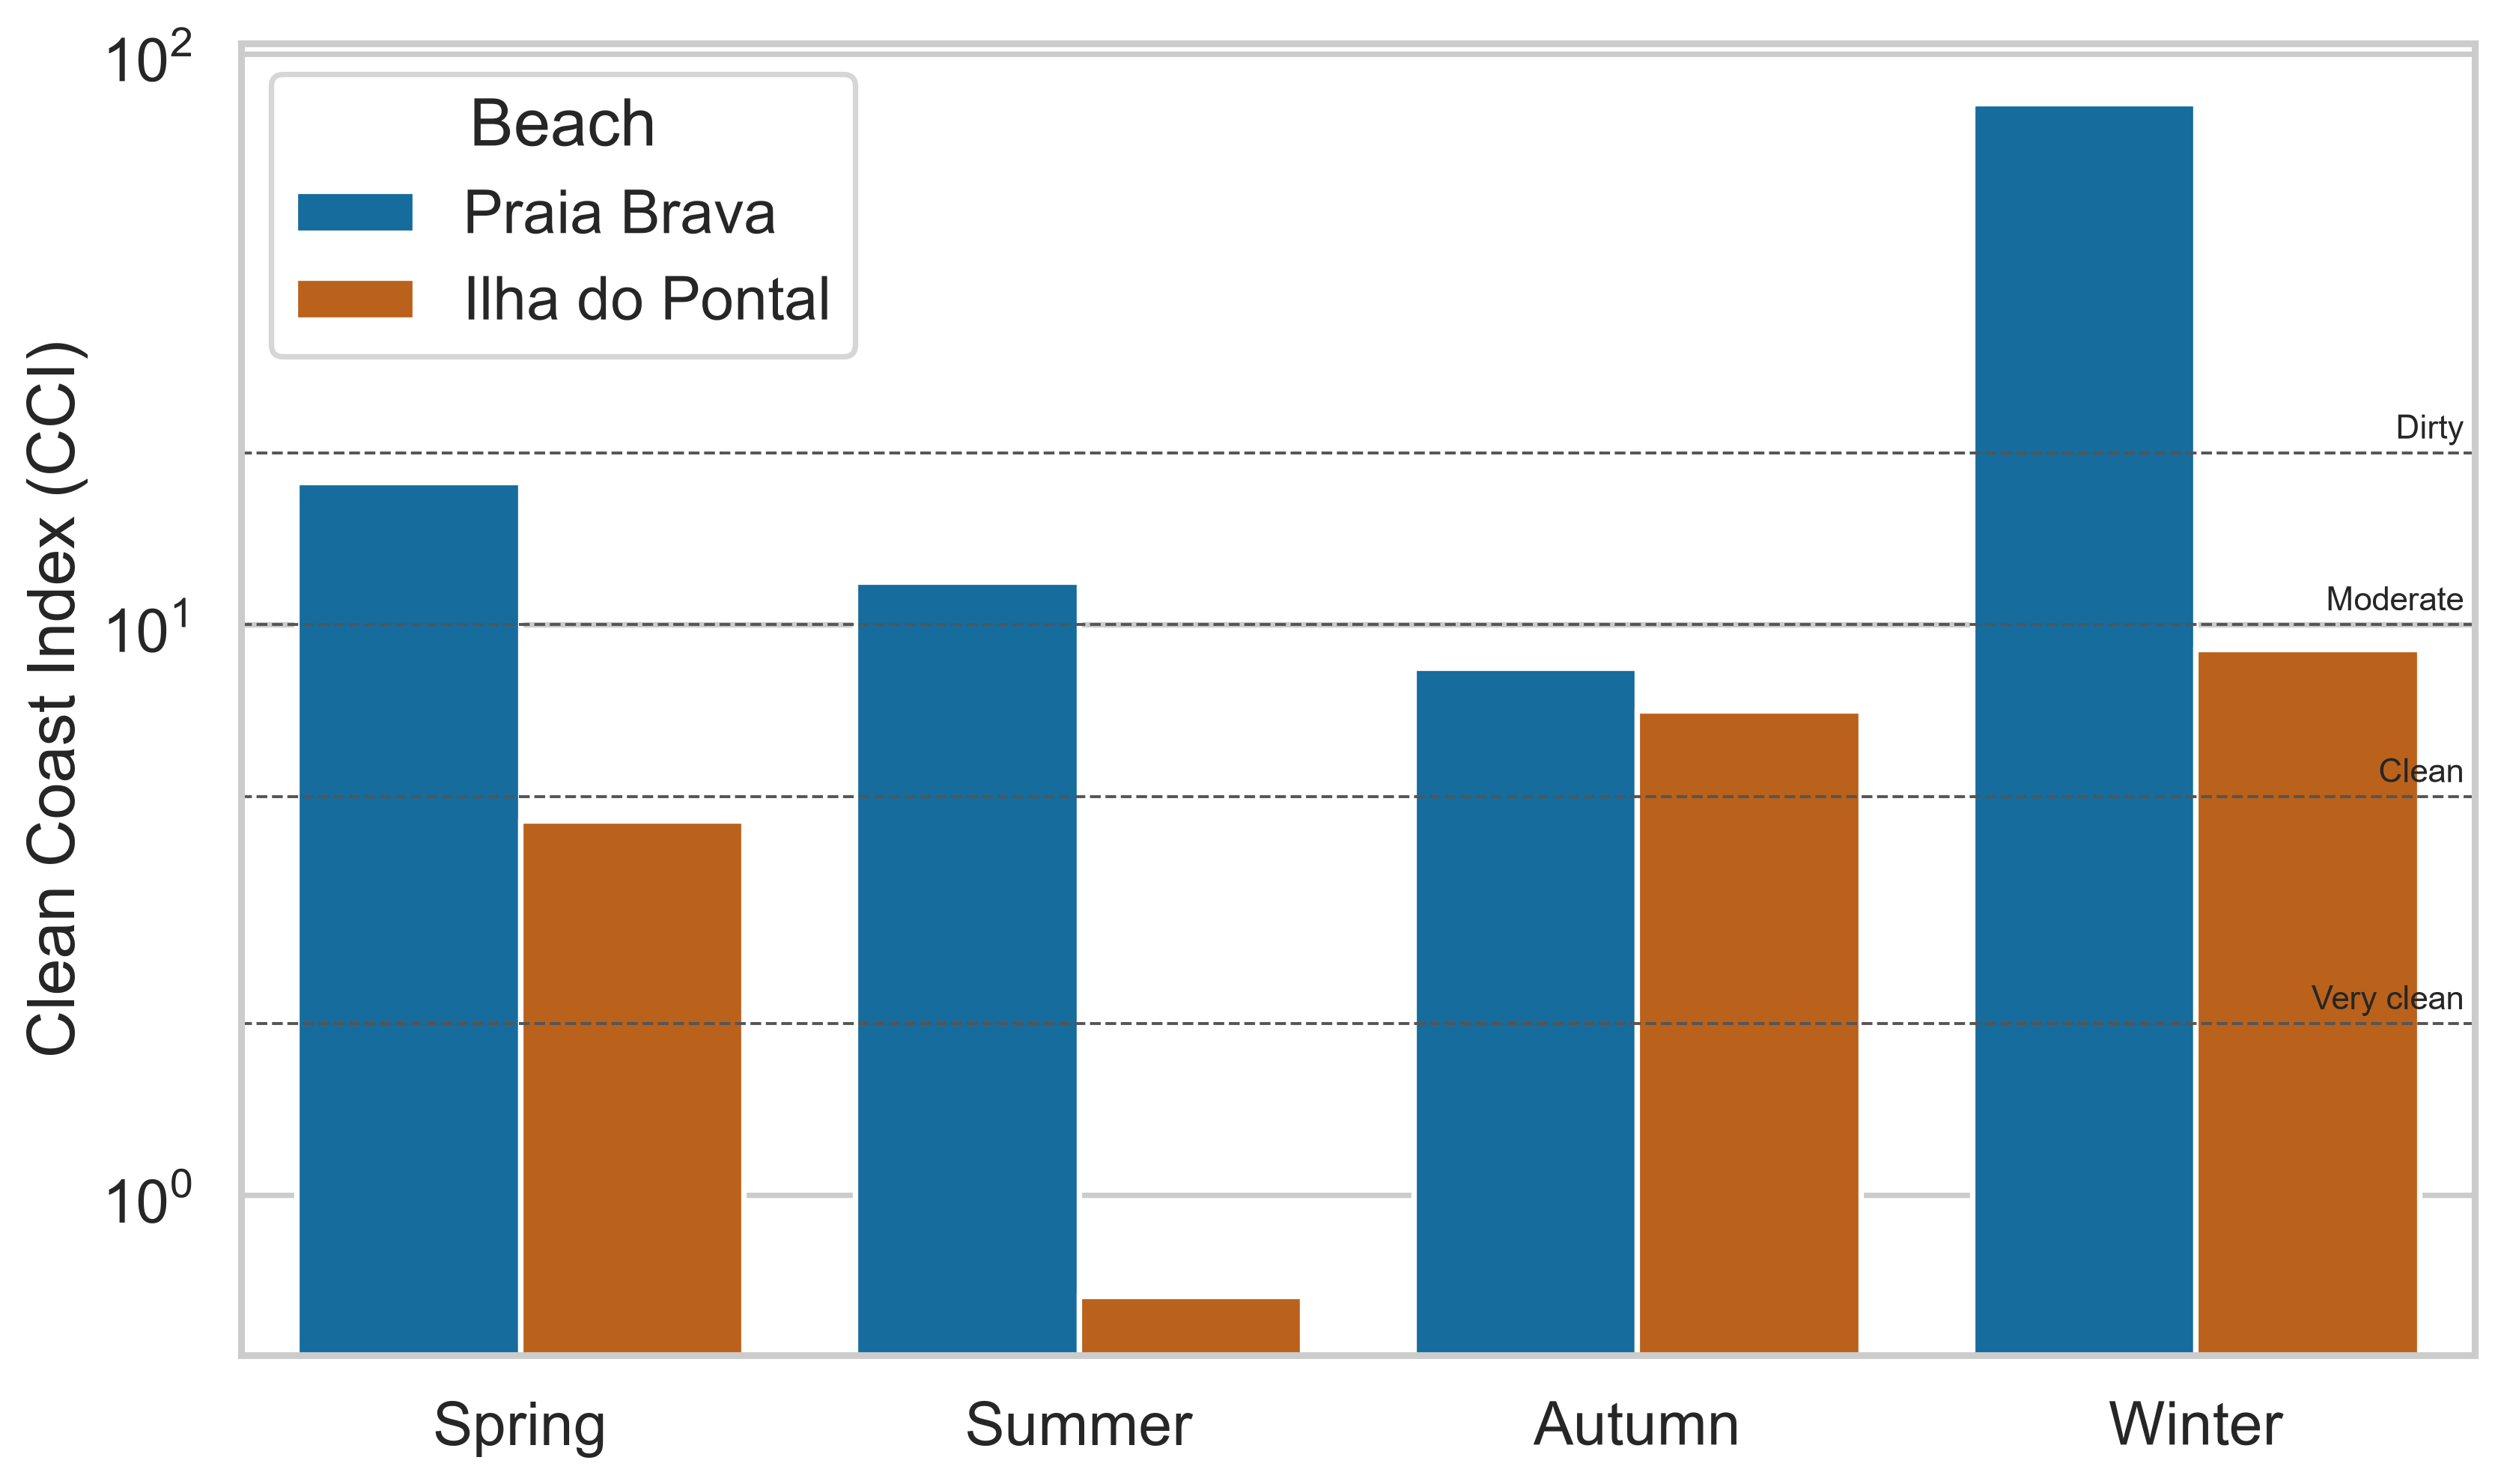 10²
Beach
Praia Brava
Ilha do Pontal
Clean Coast Index (CCI)
Dirty
Moderate
10¹
Clean
Very clean
10⁰
Spring
Summer
Autumn
Winter